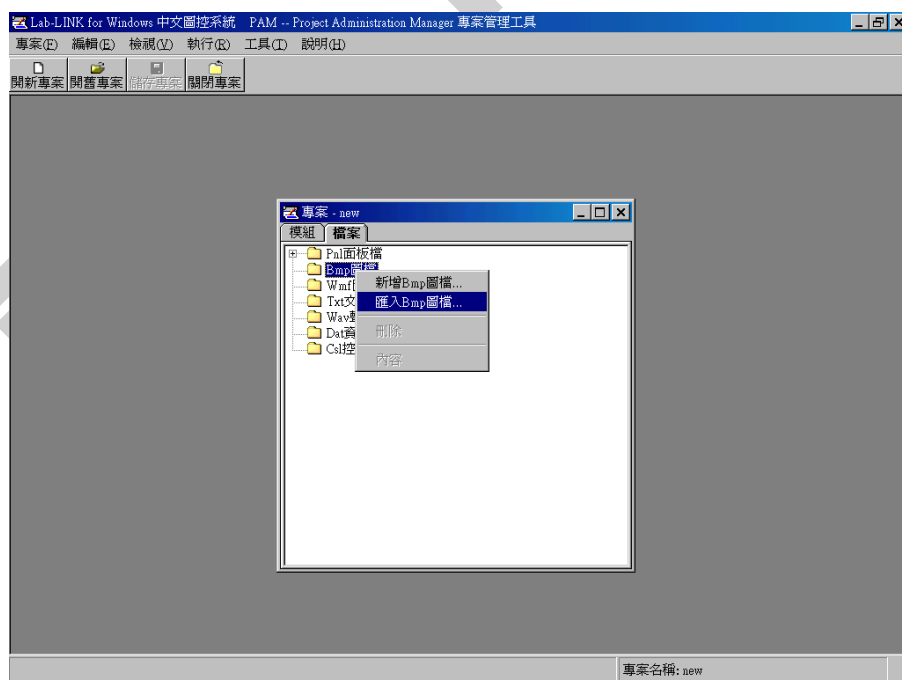 Lab-LINK for Windows 中文圖控系統 PAM -- Project Administration Manager 專案管理工具
專案(F) 編輯(E) 檢視(V) 執行(R) 工具(T) 說明(H)
開新專案 開舊專案 儲存專案 關閉專案
專案 - new
模組 檔案
Pnl面板檔
Bmp圖檔
新增Bmp圖檔...
Wmf
匯入Bmp圖檔...
Txt文
Wav
刪除
Dat資
Csl控
內容
專案名稱: new